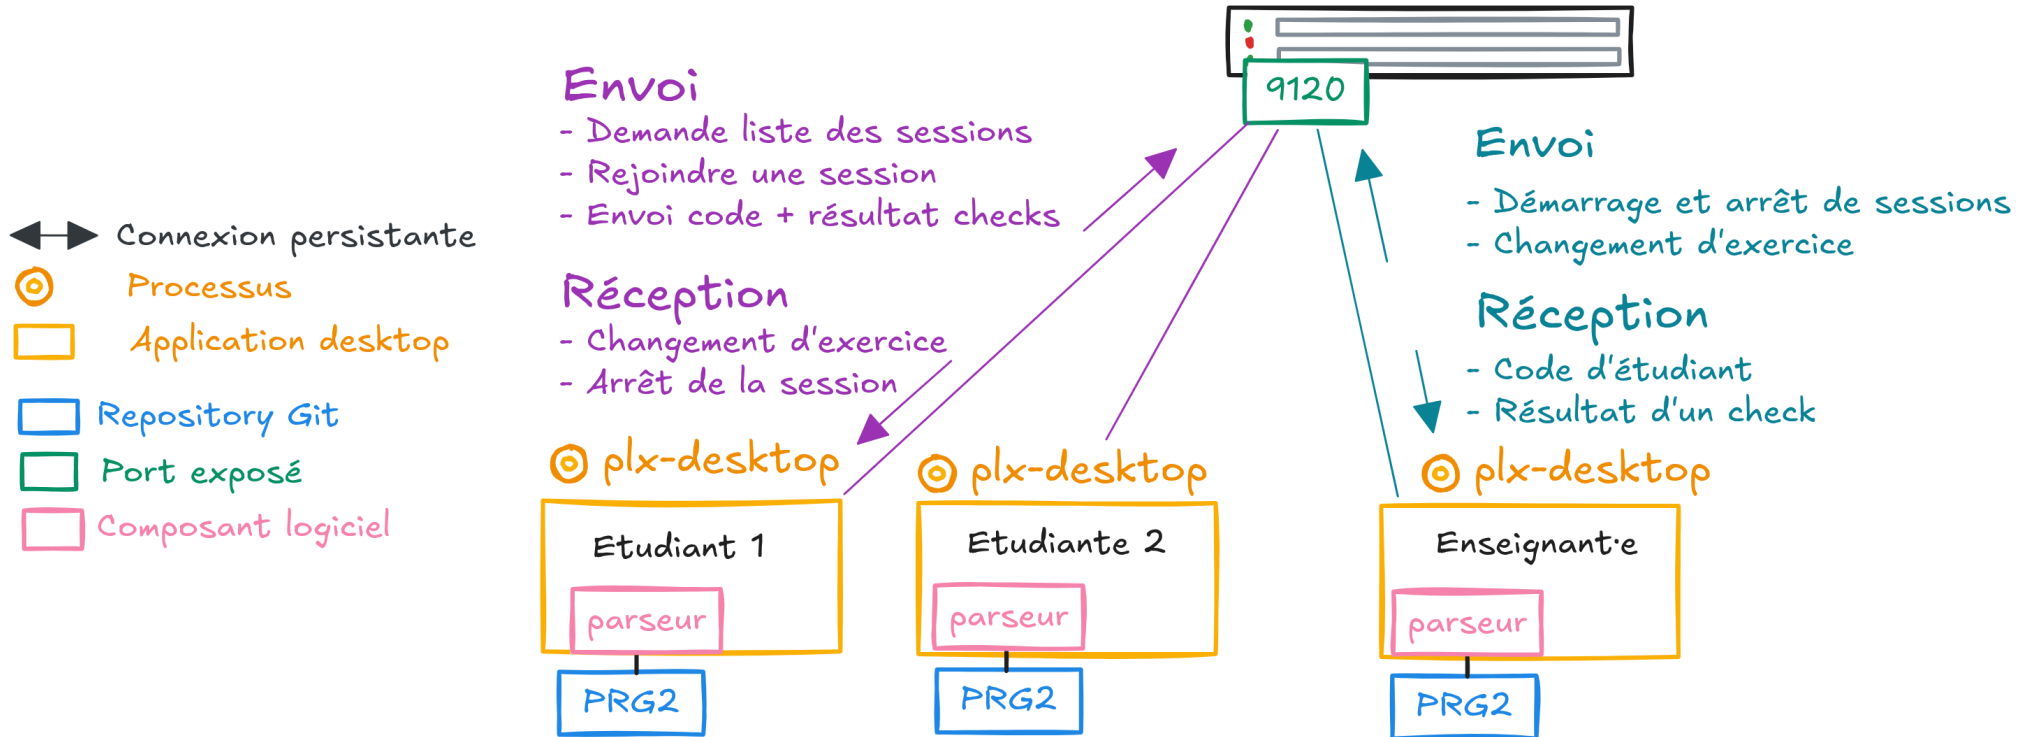 9120
Envoi
- Demande liste des sessions
- Rejoindre une session
- Envoi code + résultat checks
Réception
- Changement d'exercice
- Arrêt de la session
Envoi
- Démarrage et arrêt de sessions
- Changement d'exercice
Réception
- Code d'étudiant
- Résultat d'un check
Connexion persistante
Processus
Application desktop
Repository Git
Port exposé
Composant logiciel
plx-desktop
Etudiant 1
parseur
PRG2
plx-desktop
Etudiante 2
parseur
PRG2
plx-desktop
Enseignant·e
parseur
PRG2